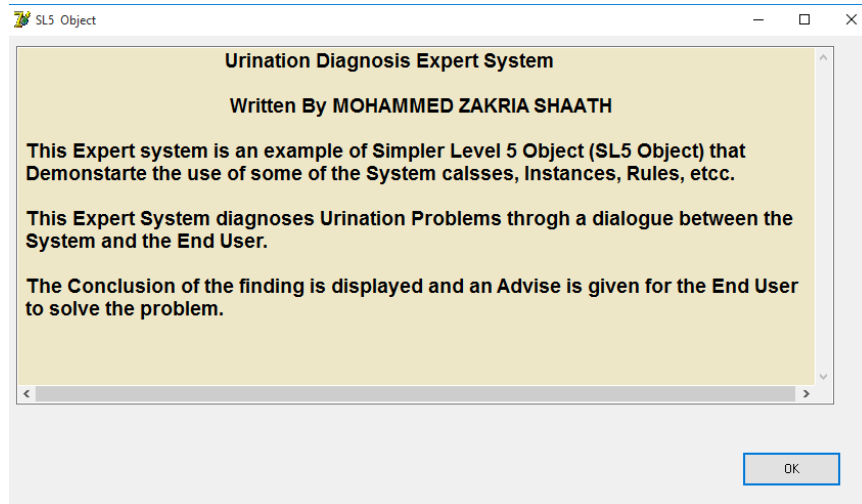 SL5 Object
Urination Diagnosis Expert System
Written By MOHAMMED ZAKRIA SHAATH
This Expert system is an example of Simpler Level 5 Object (SL5 Object) that
Demonstarte the use of some of the System calsses, Instances, Rules, etcc.
This Expert System diagnoses Urination Problems throgh a dialogue between the
System and the End User.
The Conclusion of the finding is displayed and an Advise is given for the End User
to solve the problem.
OK